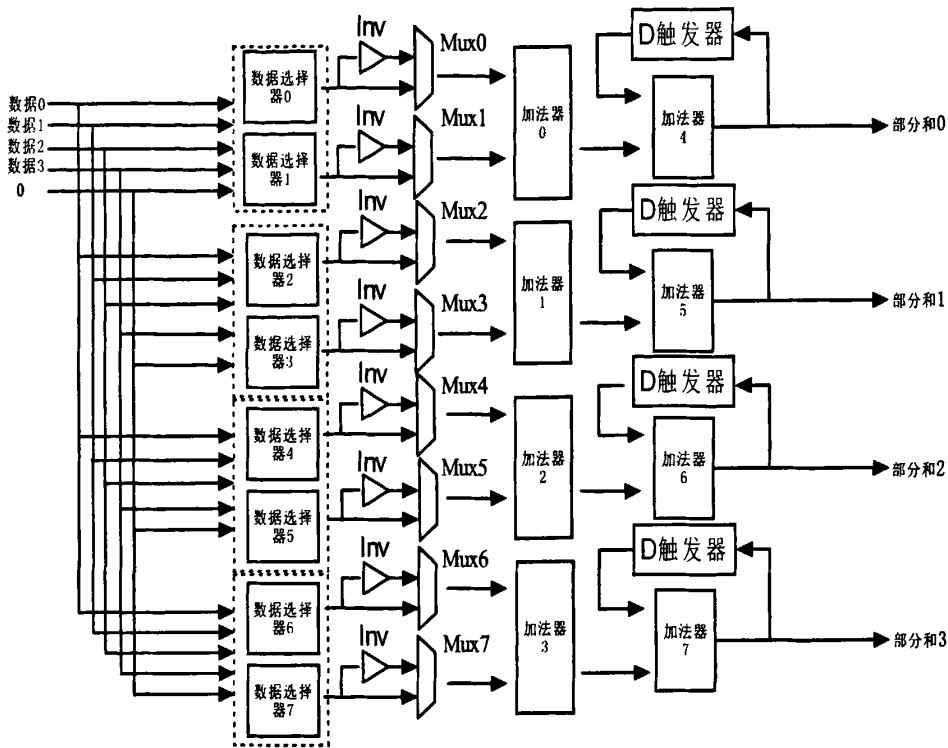 数据0
数据1
数据2
数据3
0
数据选择
器0
Inv
Mux0
加法器
0
D触发器
加法器
4
部分和0
数据选择
器1
Inv
Mux1
数据选择
器2
Inv
Mux2
加法器
1
D触发器
加法器
5
部分和1
数据选择
器3
Inv
Mux3
数据选择
器4
Inv
Mux4
加法器
2
D触发器
加法器
6
部分和2
数据选择
器5
Inv
Mux5
数据选择
器6
Inv
Mux6
加法器
3
D触发器
加法器
7
部分和3
数据选择
器7
Inv
Mux7